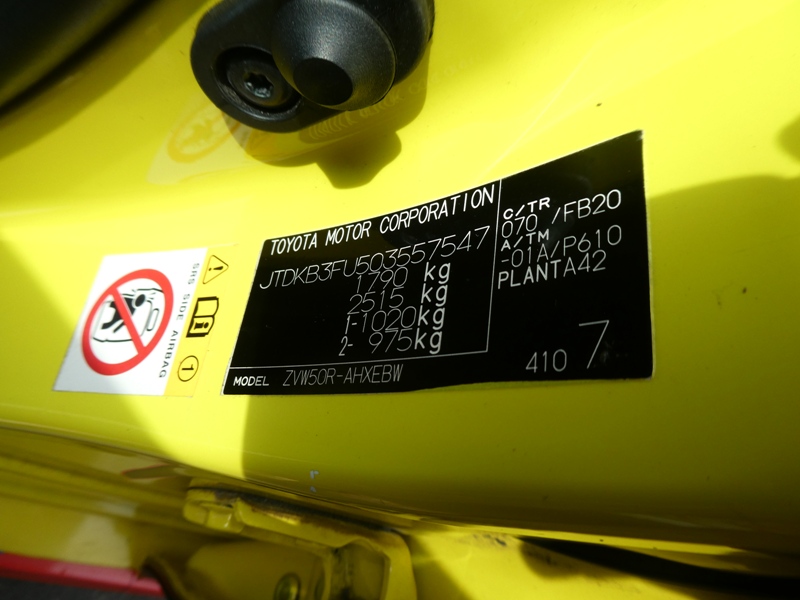 TOYOTA MOTOR CORPORATION
JTDKB3FU503557547
1790 kg
2515 kg
1-1020kg
2- 975kg
MODEL ZVW50R-AHXEBW
C/TR
070 /FB20
A/TM
-01A/P610
PLANTA42
410 7
SRS SIDE AIRBAG
1